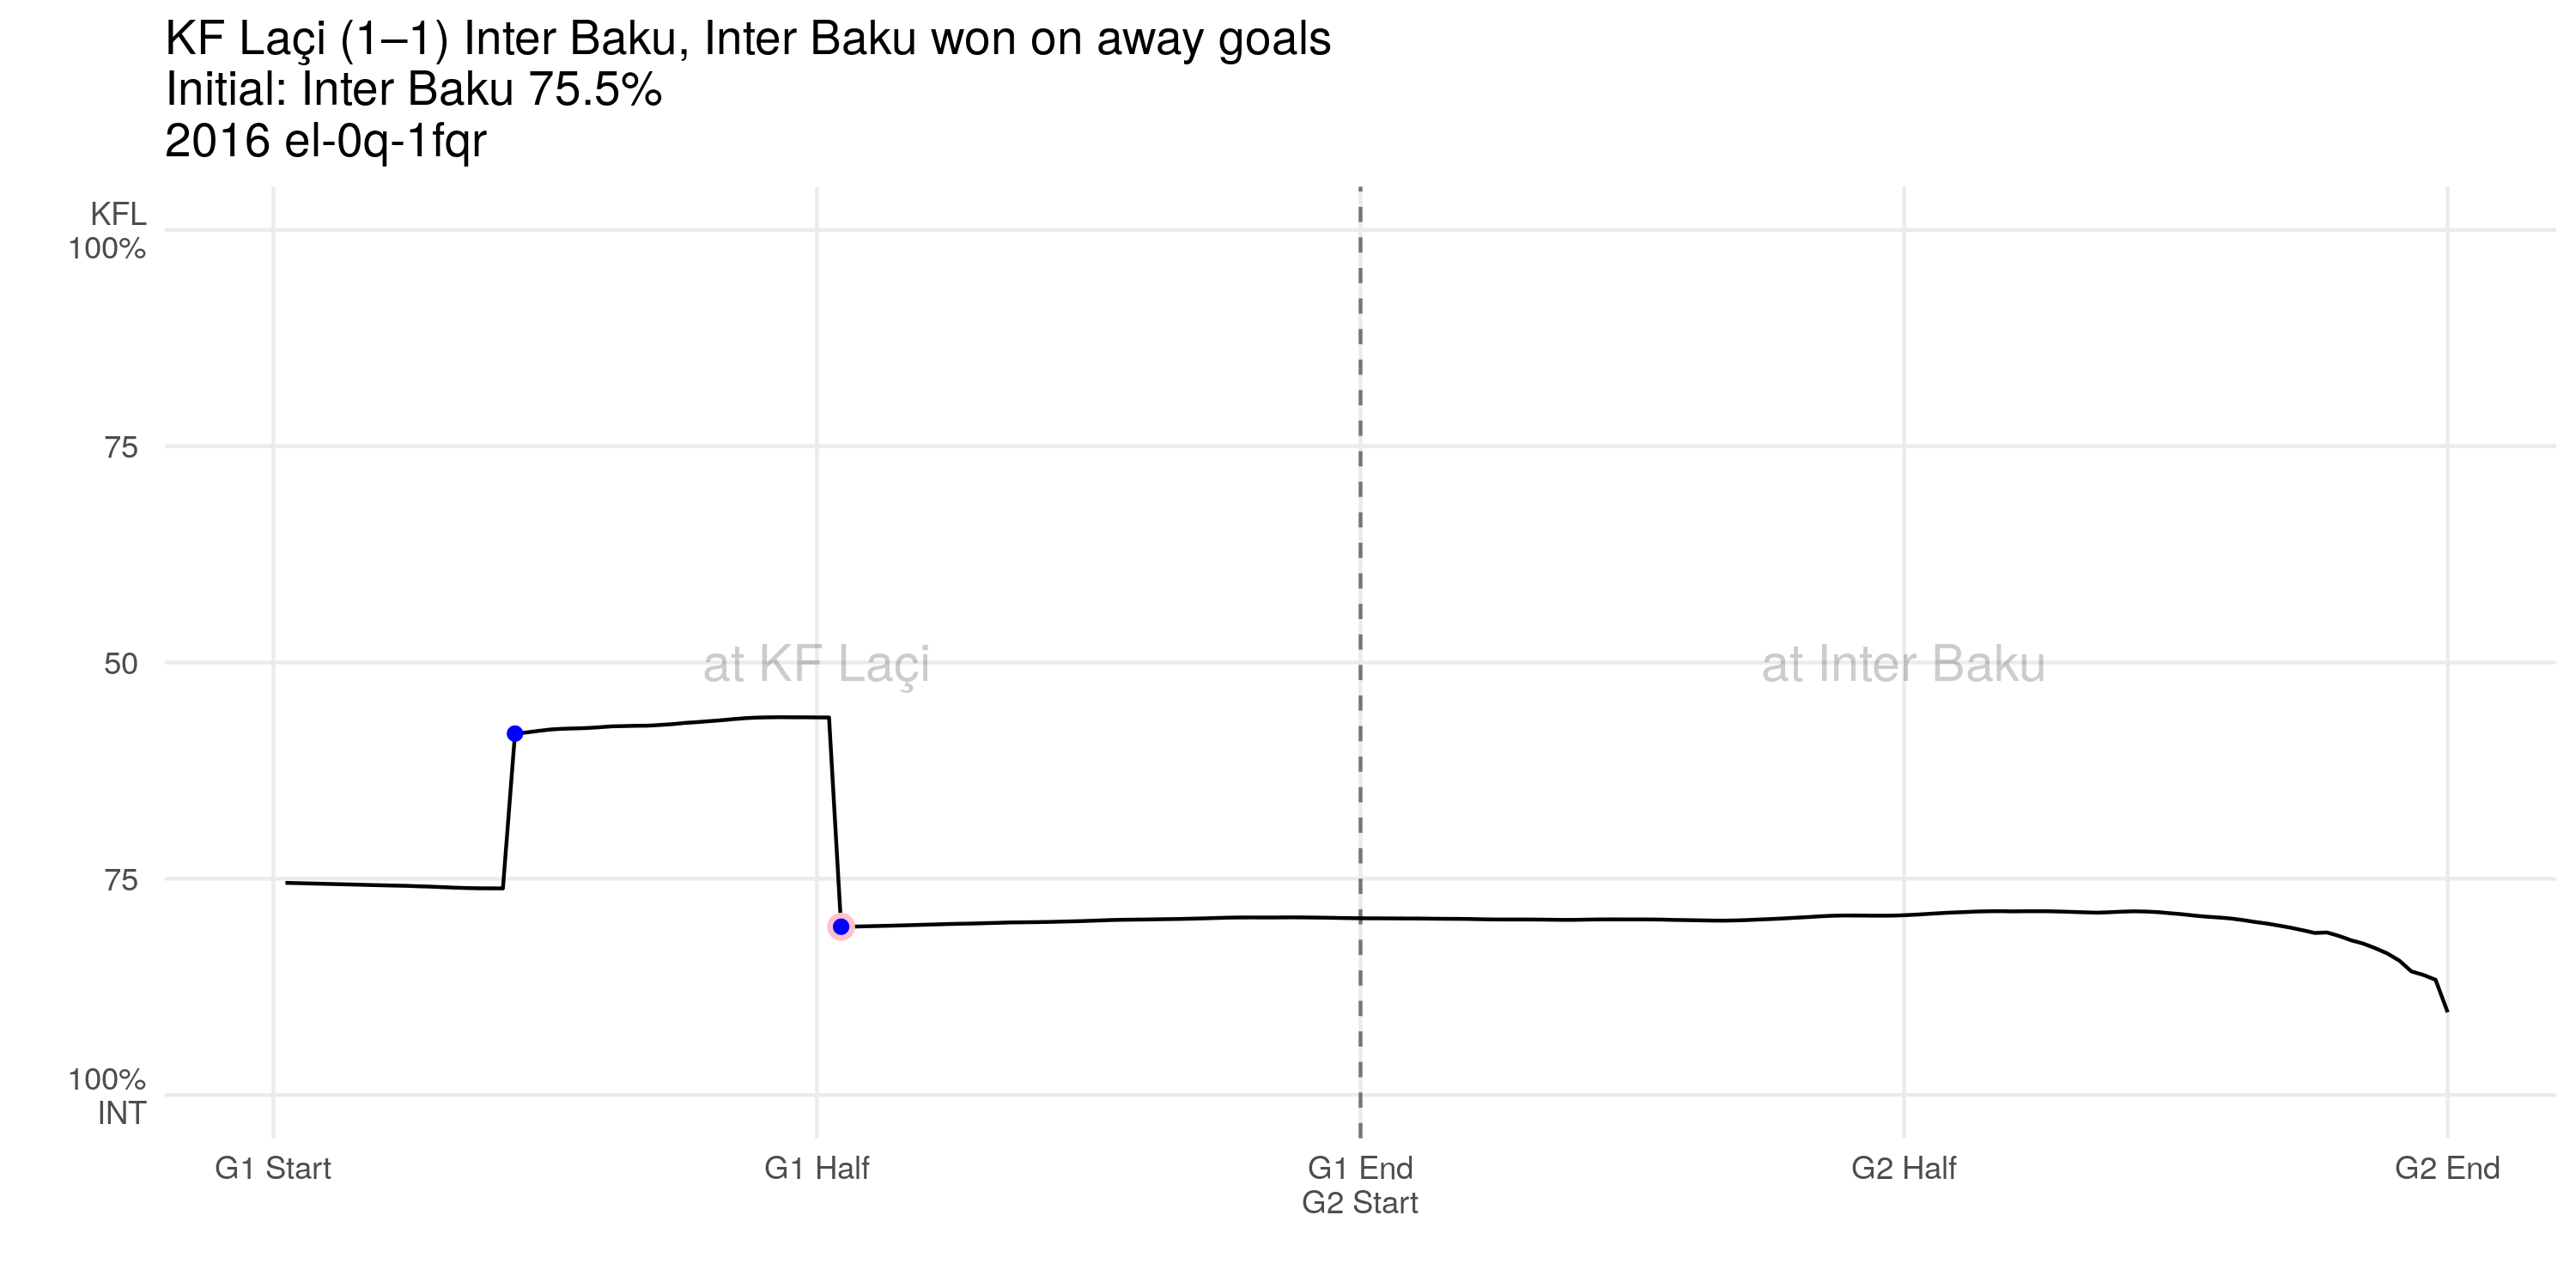 KF Laçi (1–1) Inter Baku, Inter Baku won on away goals
Initial: Inter Baku 75.5%
2016 el-0q-1fqr
KFL
100%
75
50
75
100%
INT
at KF Laçi
at Inter Baku
G1 Start
G1 Half
G1 End
G2 Start
G2 Half
G2 End